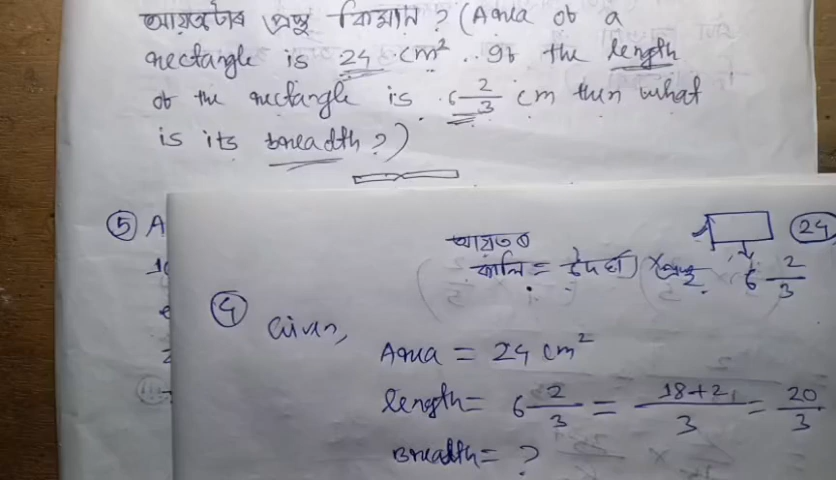 আয়তটোৰ প্ৰস্থ কিমান? (Area of a
rectangle is 24 cm². If the length
of the rectangle is 6 2/3 cm then what
is its breadth?)
5 A
আয়তৰ
কালি = দৈৰ্ঘ্য × প্ৰস্থ
24
6 2/3
4 Given,
Area = 24 cm²
length = 6 2/3 = 18+2/3 = 20/3
Breadth = ?